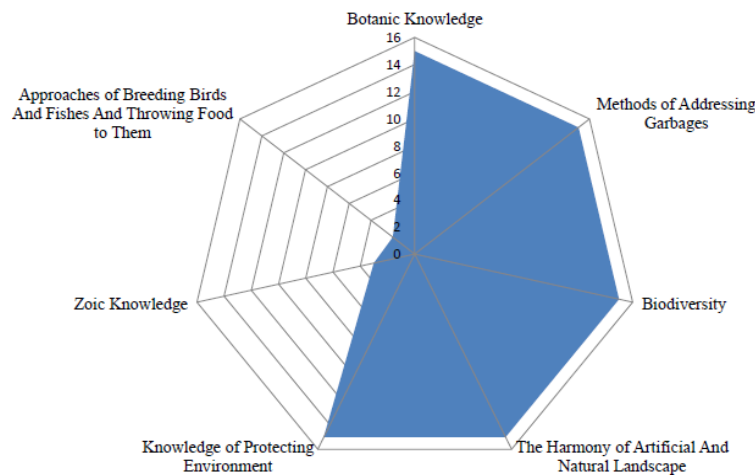 Botanic Knowledge
16
14
12
10
8
6
4
2
0
Methods of Addressing
Garbages
Biodiversity
The Harmony of Artificial And
Natural Landscape
Knowledge of Protecting
Environment
Zoic Knowledge
Approaches of Breeding Birds
And Fishes And Throwing Food
to Them